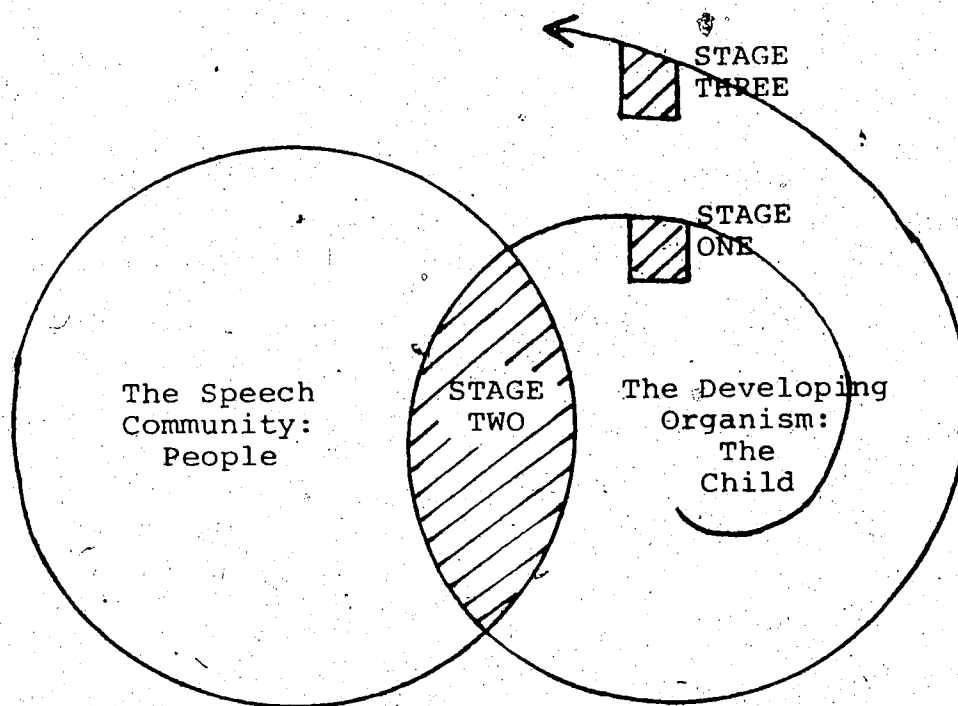 STAGE
THREE
STAGE
ONE
The Speech
Community:
People
STAGE
TWO
The Developing
Organism:
The
Child